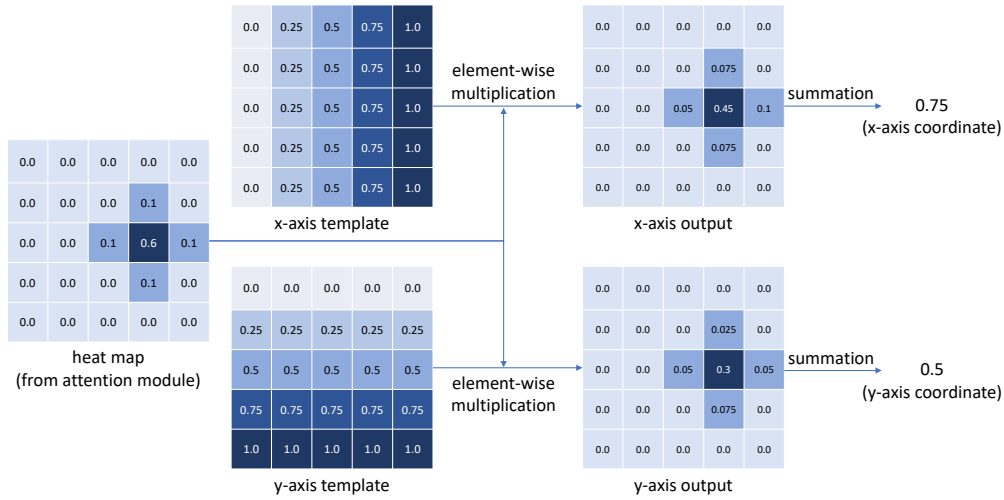 0.0 0.25 0.5 0.75 1.0
0.0 0.25 0.5 0.75 1.0
0.0 0.25 0.5 0.75 1.0
0.0 0.25 0.5 0.75 1.0
0.0 0.25 0.5 0.75 1.0
x-axis template
element-wise
multiplication
0.0 0.0 0.0 0.0 0.0
0.0 0.0 0.0 0.075 0.0
0.0 0.0 0.05 0.45 0.1
0.0 0.0 0.0 0.075 0.0
0.0 0.0 0.0 0.0 0.0
x-axis output
summation
0.75
(x-axis coordinate)
0.0 0.0 0.0 0.0 0.0
0.0 0.0 0.0 0.1 0.0
0.0 0.0 0.1 0.6 0.1
0.0 0.0 0.0 0.1 0.0
0.0 0.0 0.0 0.0 0.0
heat map
(from attention module)
0.0 0.0 0.0 0.0 0.0
0.25 0.25 0.25 0.25 0.25
0.5 0.5 0.5 0.5 0.5
0.75 0.75 0.75 0.75 0.75
1.0 1.0 1.0 1.0 1.0
y-axis template
element-wise
multiplication
0.0 0.0 0.0 0.0 0.0
0.0 0.0 0.0 0.025 0.0
0.0 0.0 0.05 0.3 0.05
0.0 0.0 0.0 0.075 0.0
0.0 0.0 0.0 0.0 0.0
y-axis output
summation
0.5
(y-axis coordinate)